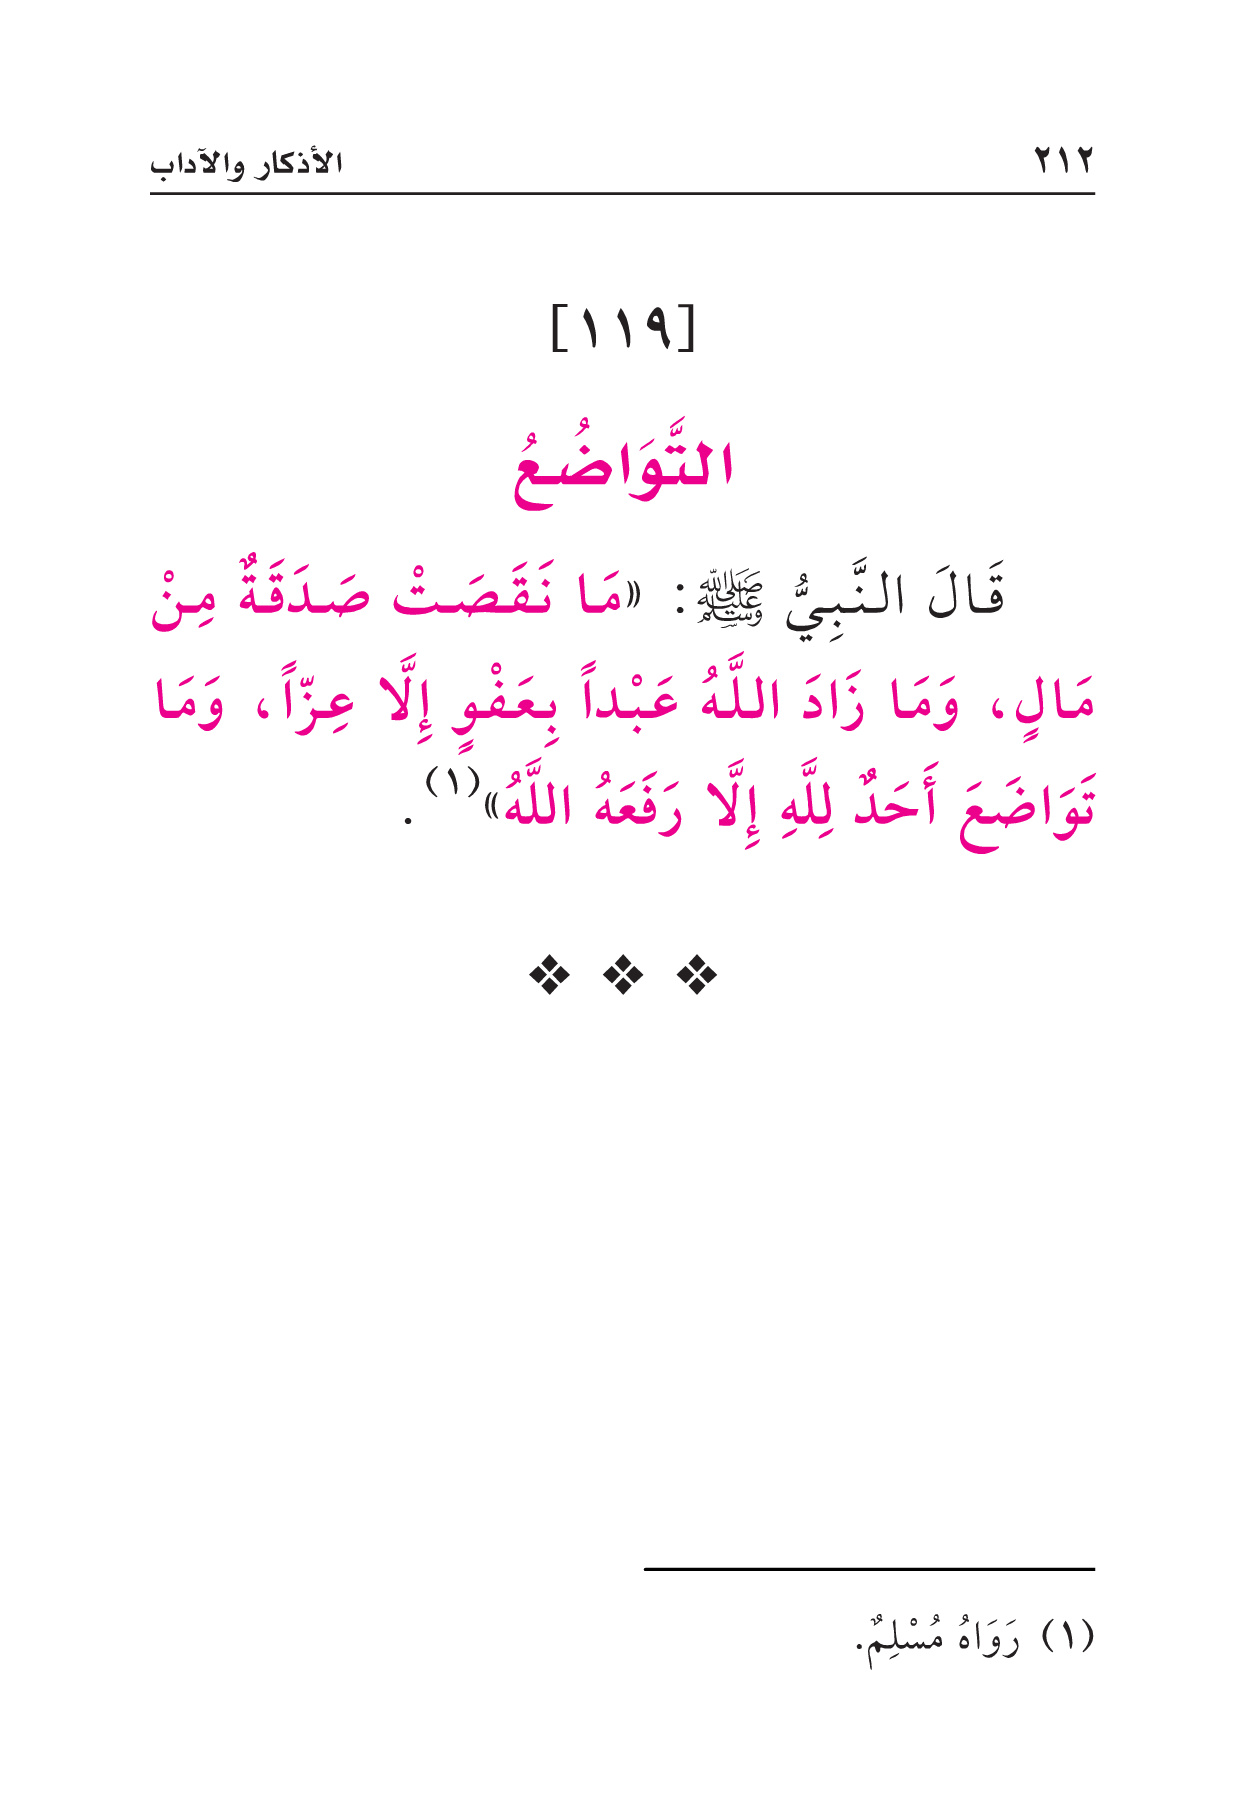 ٢١٢ الأذكار والآداب
[١١٩]
التَّوَاضُعُ
قَالَ النَّبِيُّ ﷺ: «مَا نَقَصَتْ صَدَقَةٌ مِنْ
مَالٍ، وَمَا زَادَ اللَّهُ عَبْداً بِعَفْوٍ إِلَّا عِزّاً، وَمَا
تَوَاضَعَ أَحَدٌ لِلَّهِ إِلَّا رَفَعَهُ اللَّهُ»(١).
(١) رَوَاهُ مُسْلِمٌ.